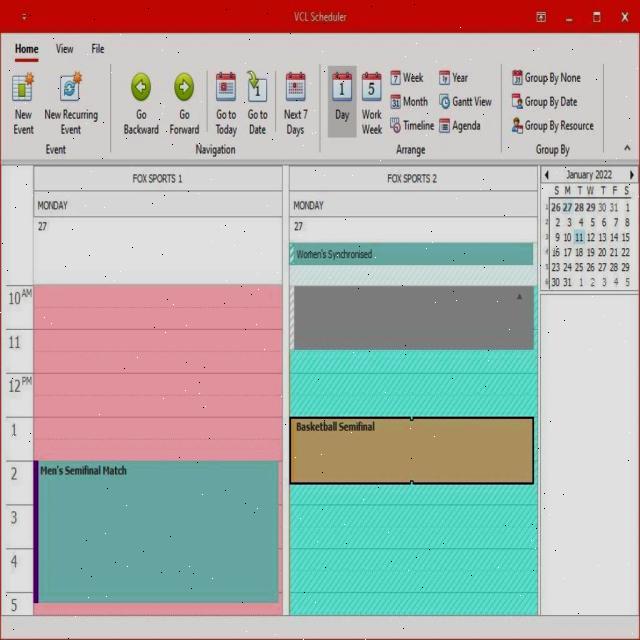 VCL Scheduler
Home View File
New Event
New Recurring Event
Go Backward
Go Forward
Go to Today
Go to Date
Next 7 Days
Day
Work Week
Week
Month
Timeline
Year
Gantt View
Agenda
Group By None
Group By Date
Group By Resource
Event Navigation Arrange Group By
FOX SPORTS 1 FOX SPORTS 2
MONDAY MONDAY
27 27
Women's Synchronised
10 AM
11
12 PM
1
Basketball Semifinal
2
Men's Semifinal Match
3
4
5
January 2022
S M T W T F S
1 26 27 28 29 30 31 1
2 2 3 4 5 6 7 8
3 9 10 11 12 13 14 15
4 16 17 18 19 20 21 22
5 23 24 25 26 27 28 29
6 30 31 1 2 3 4 5